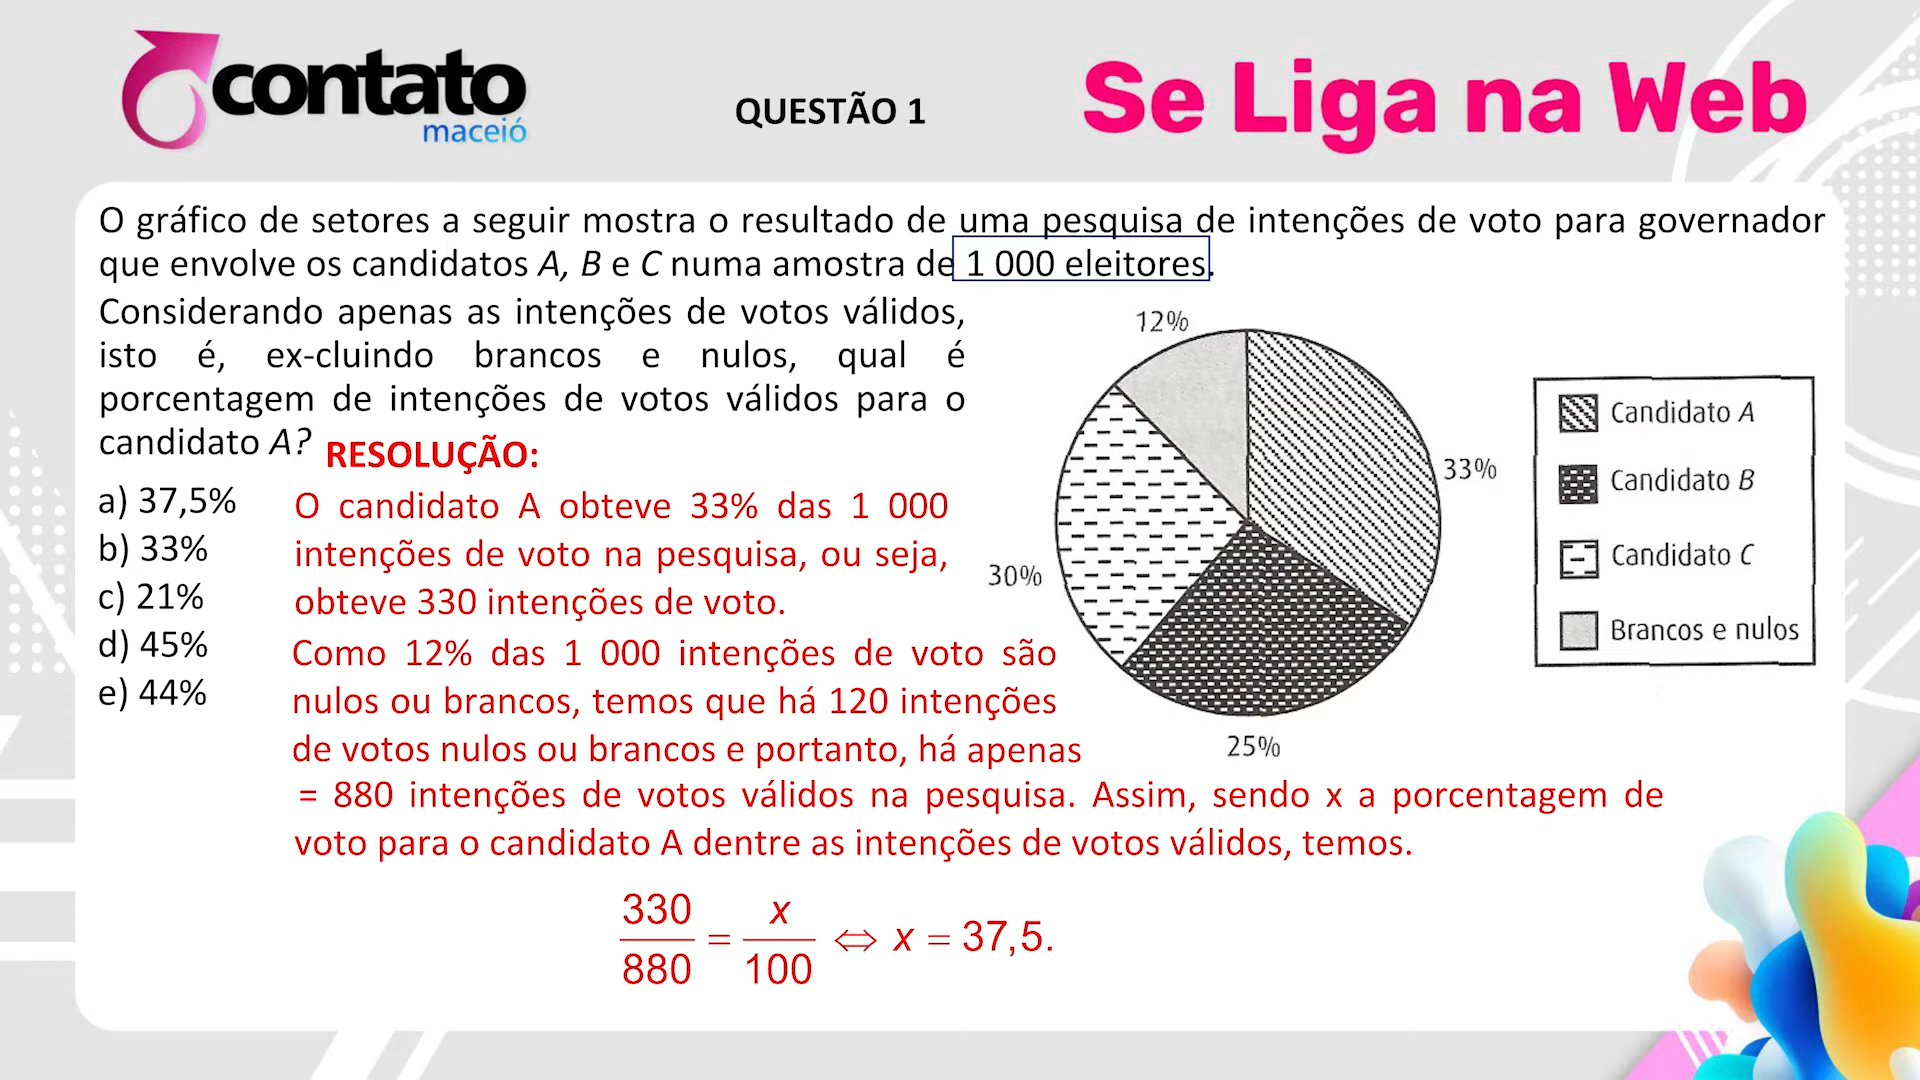 contato
maceió
QUESTÃO 1
Se Liga na Web
O gráfico de setores a seguir mostra o resultado de uma pesquisa de intenções de voto para governador
que envolve os candidatos A, B e C numa amostra de 1 000 eleitores.
Considerando apenas as intenções de votos válidos,
isto é, ex-cluindo brancos e nulos, qual é
porcentagem de intenções de votos válidos para o
candidato A?
a) 37,5%
b) 33%
c) 21%
d) 45%
e) 44%
RESOLUÇÃO:
O candidato A obteve 33% das 1 000
intenções de voto na pesquisa, ou seja,
obteve 330 intenções de voto.
Como 12% das 1 000 intenções de voto são
nulos ou brancos, temos que há 120 intenções
de votos nulos ou brancos e portanto, há apenas
= 880 intenções de votos válidos na pesquisa. Assim, sendo x a porcentagem de
voto para o candidato A dentre as intenções de votos válidos, temos.
330/880 = x/100 ⇔ x = 37,5.
12%
33%
30%
25%
Candidato A
Candidato B
Candidato C
Brancos e nulos